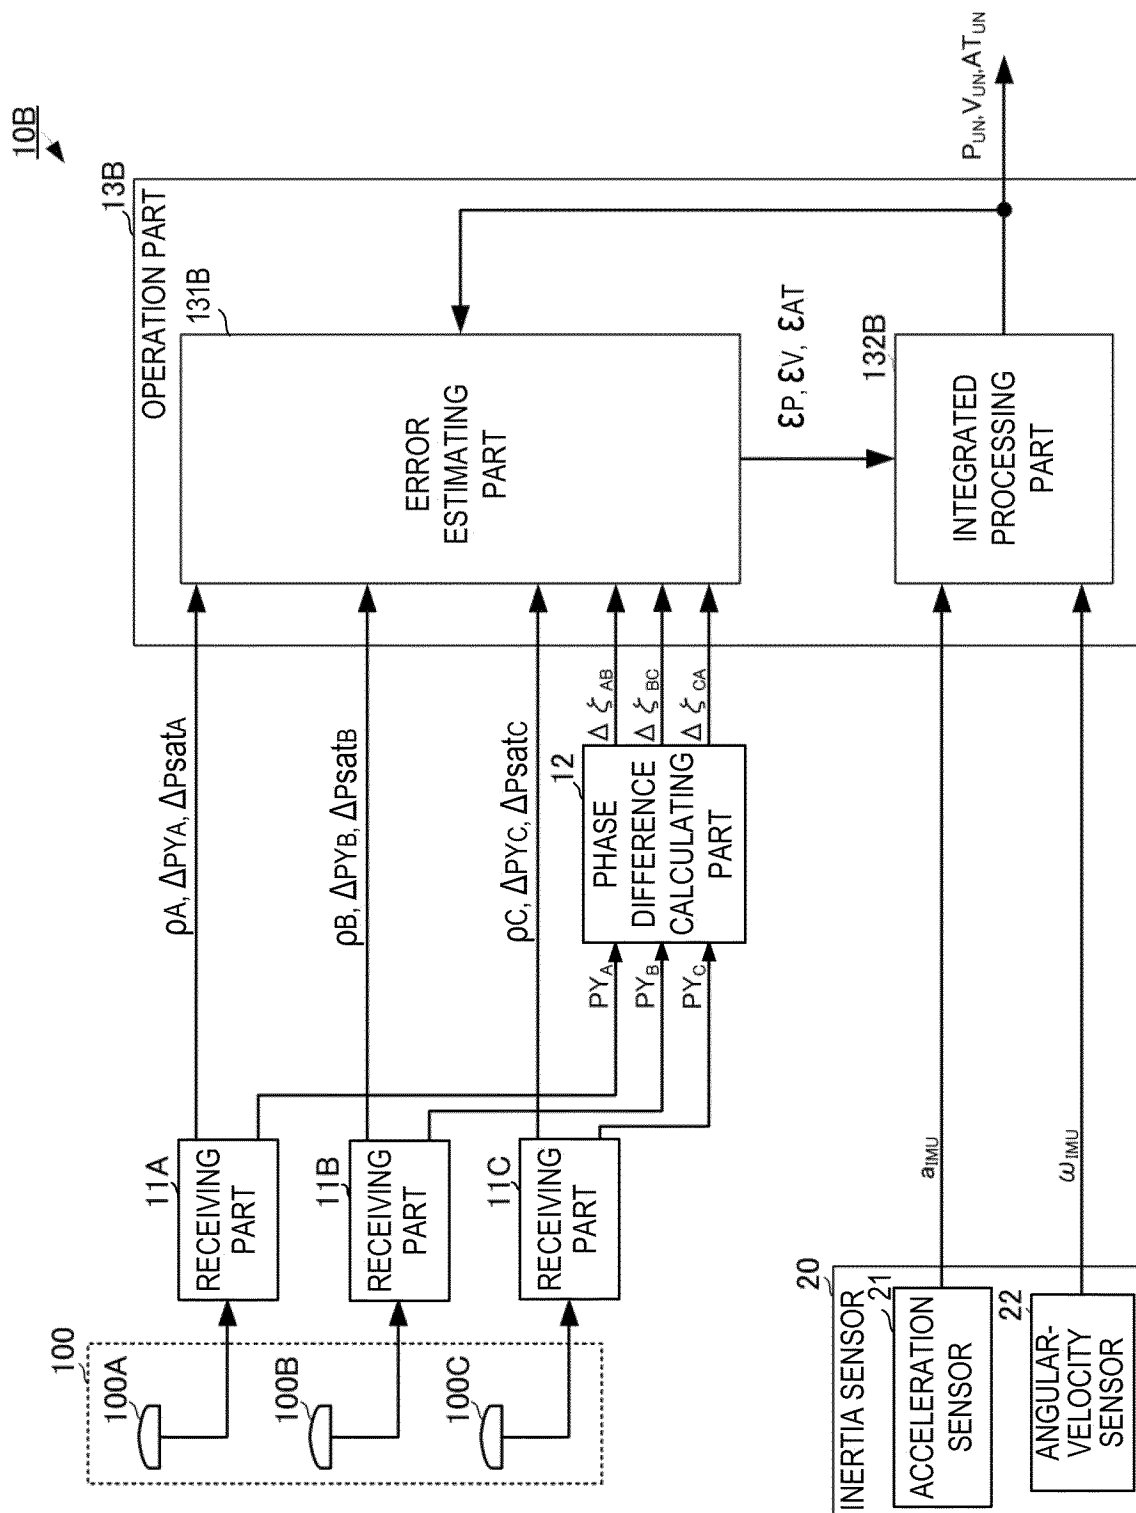 10B
100
100A
100B
100C
11A
RECEIVING
PART
11B
RECEIVING
PART
11C
RECEIVING
PART
ρA, ΔPYA, ΔPsatA
ρB, ΔPYB, ΔPsatB
ρC, ΔPYC, ΔPsatC
PYA
PYB
PYC
12
PHASE
DIFFERENCE
CALCULATING
PART
Δζ AB
Δζ BC
Δζ CA
13B
OPERATION PART
131B
ERROR
ESTIMATING
PART
εP, εV, εAT
132B
INTEGRATED
PROCESSING
PART
PUN,VUN,ATUN
20
INERTIA SENSOR
21
ACCELERATION
SENSOR
22
ANGULAR-
VELOCITY
SENSOR
aIMU
ωIMU